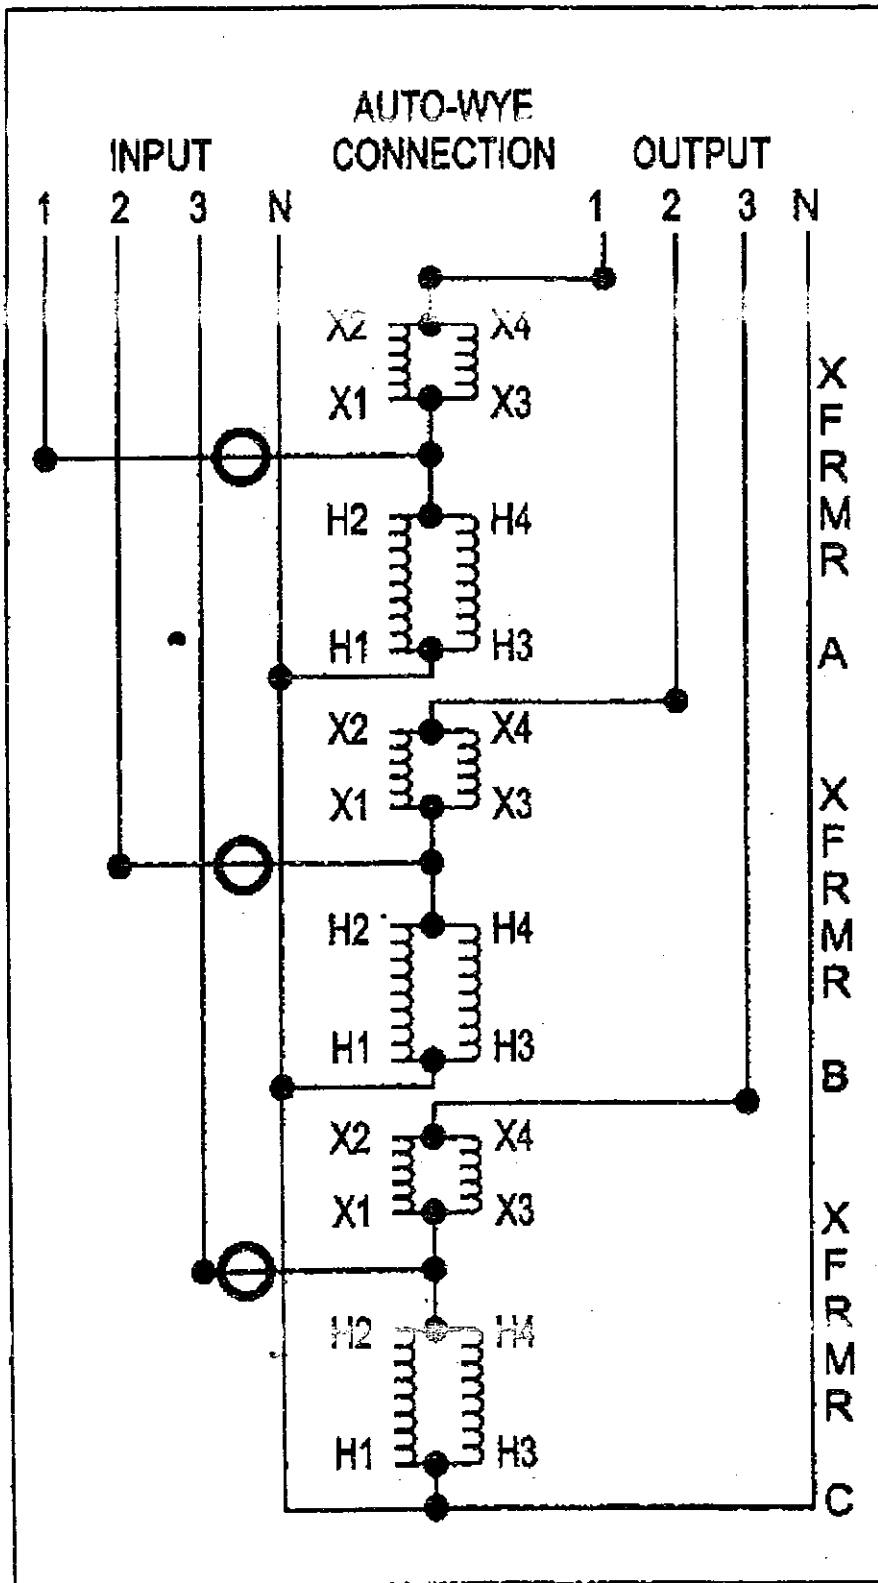 AUTO-WYE
INPUT CONNECTION OUTPUT
1 2 3 N 1 2 3 N
X2 X4
X1 X3
H2 H4
H1 H3
XFRMR A
X2 X4
X1 X3
H2 H4
H1 H3
XFRMR B
X2 X4
X1 X3
H2 H4
H1 H3
XFRMR C